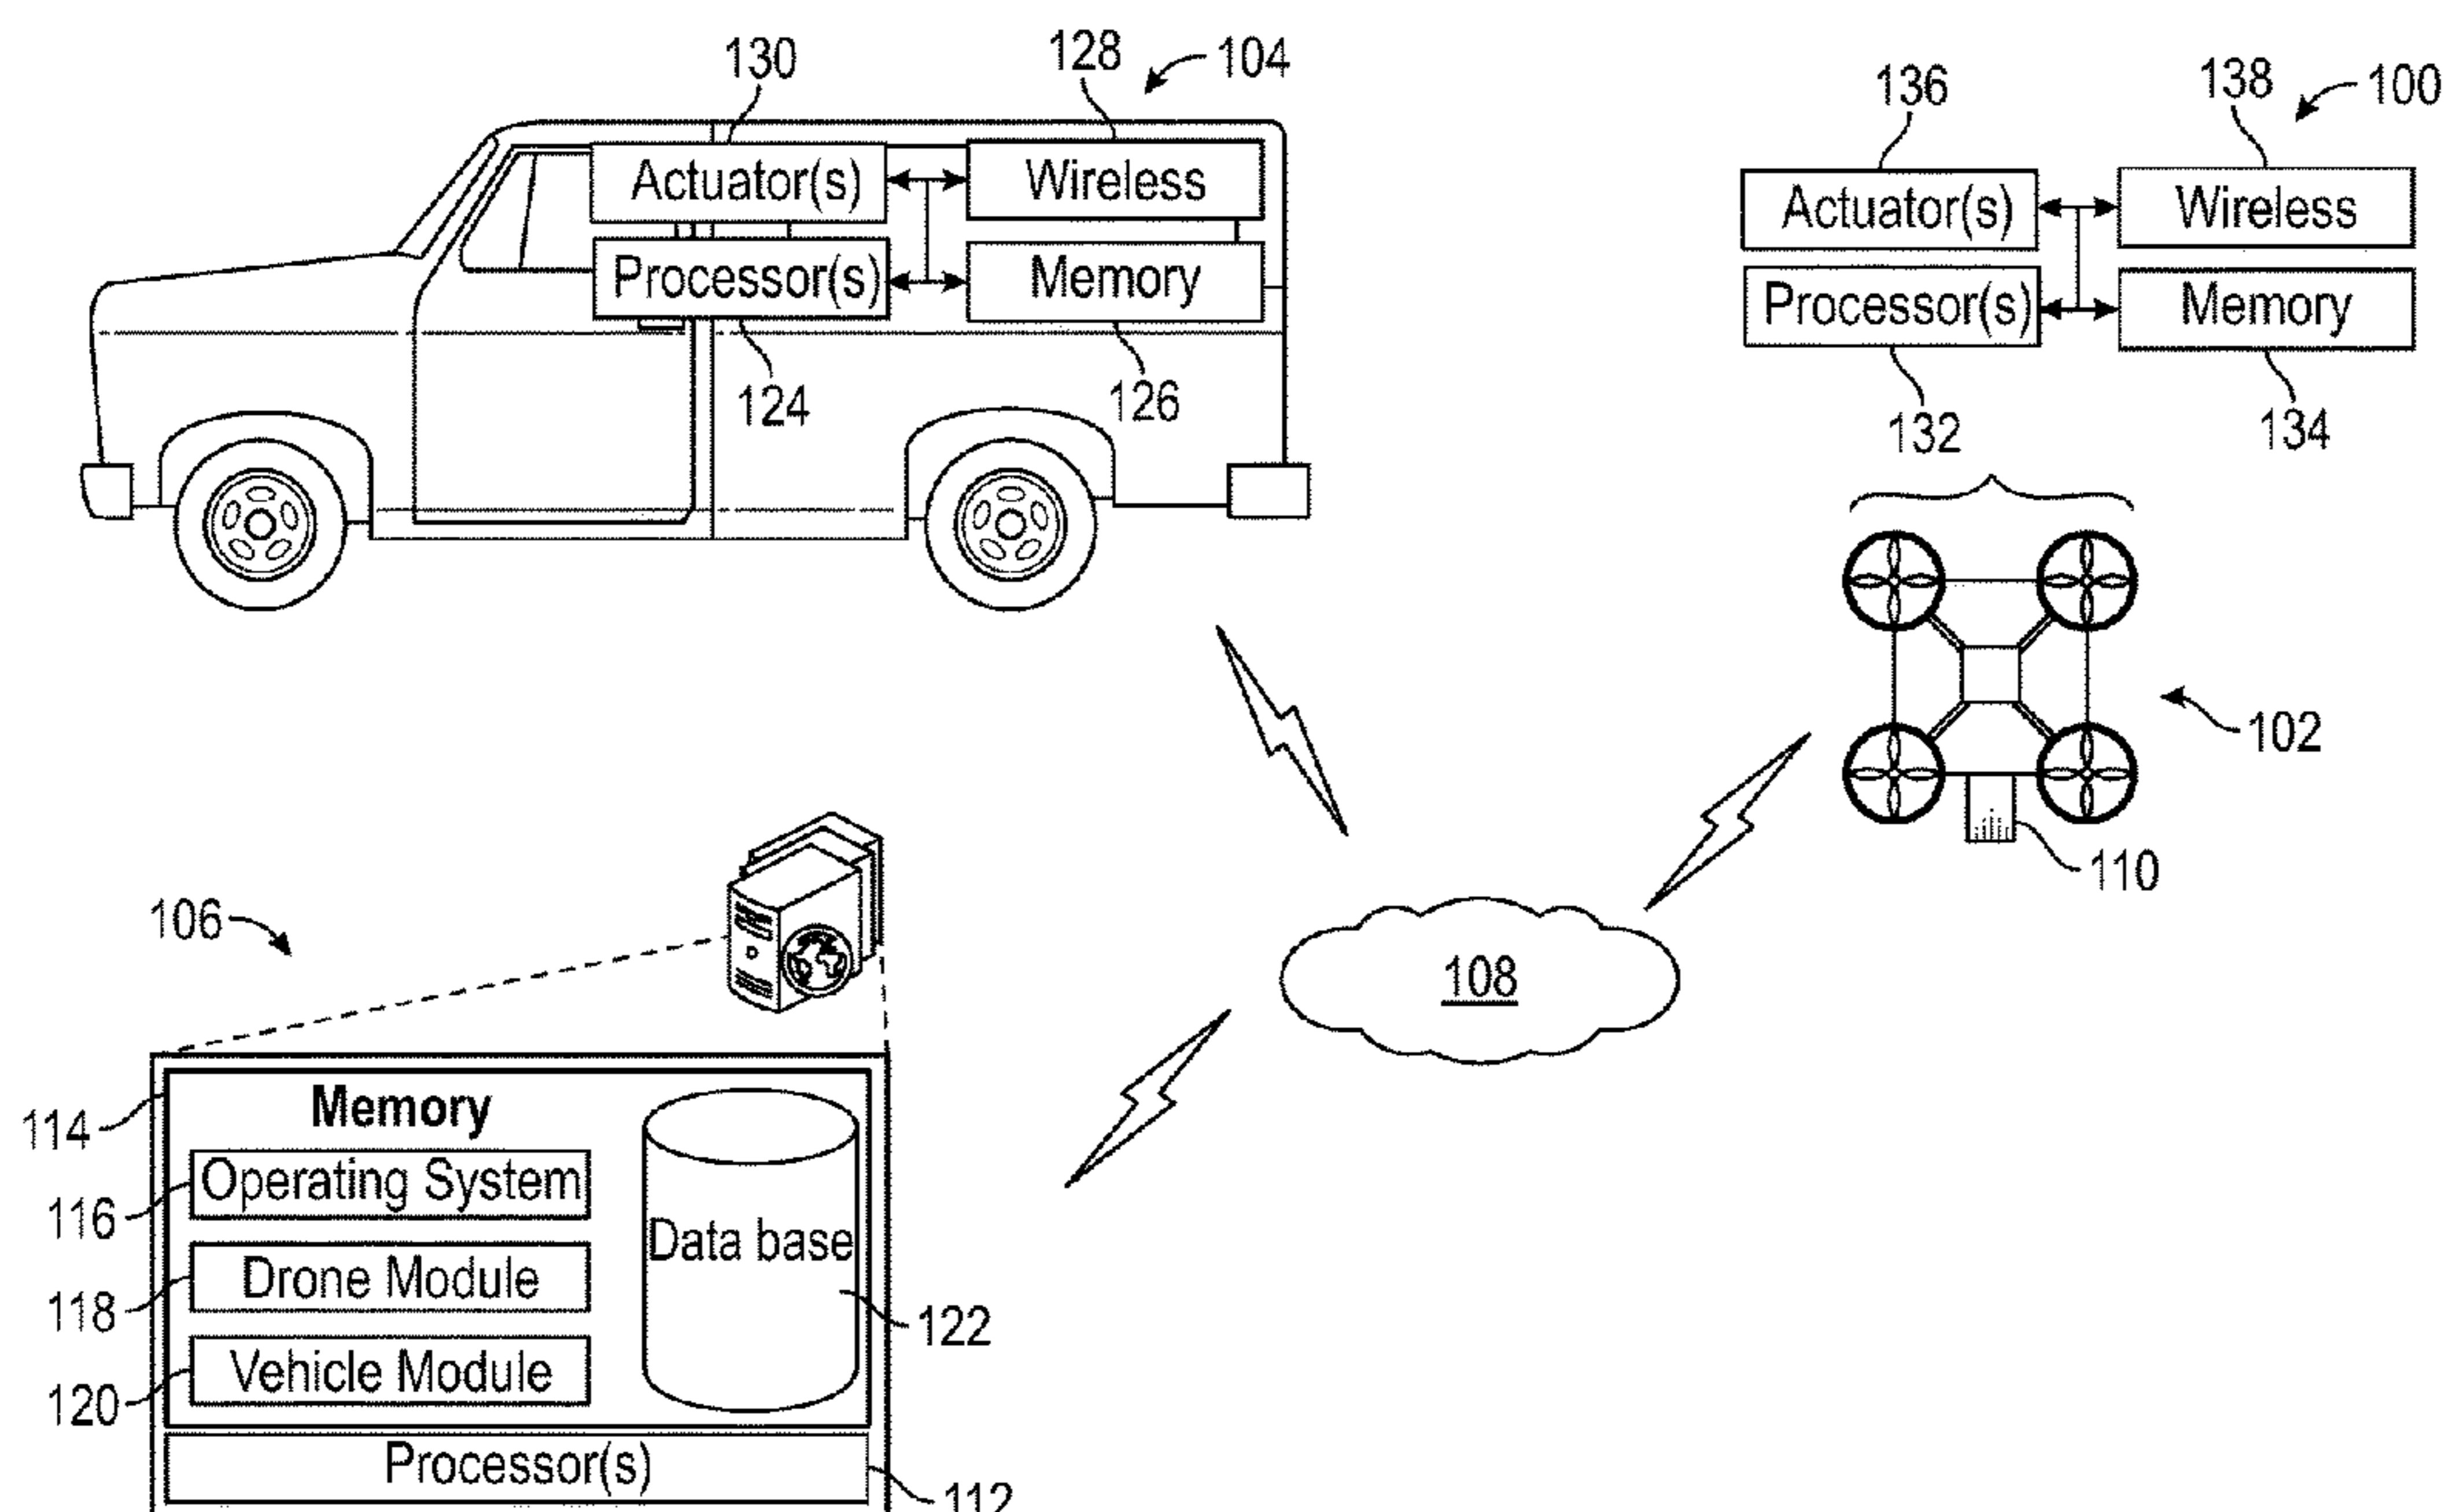 130
128
104
136
138
100
Actuator(s)
Wireless
Actuator(s)
Wireless
Processor(s)
Memory
Processor(s)
Memory
124
126
132
134
102
110
106
108
114
Memory
116
Operating System
Data base
118
Drone Module
122
120
Vehicle Module
Processor(s)
112